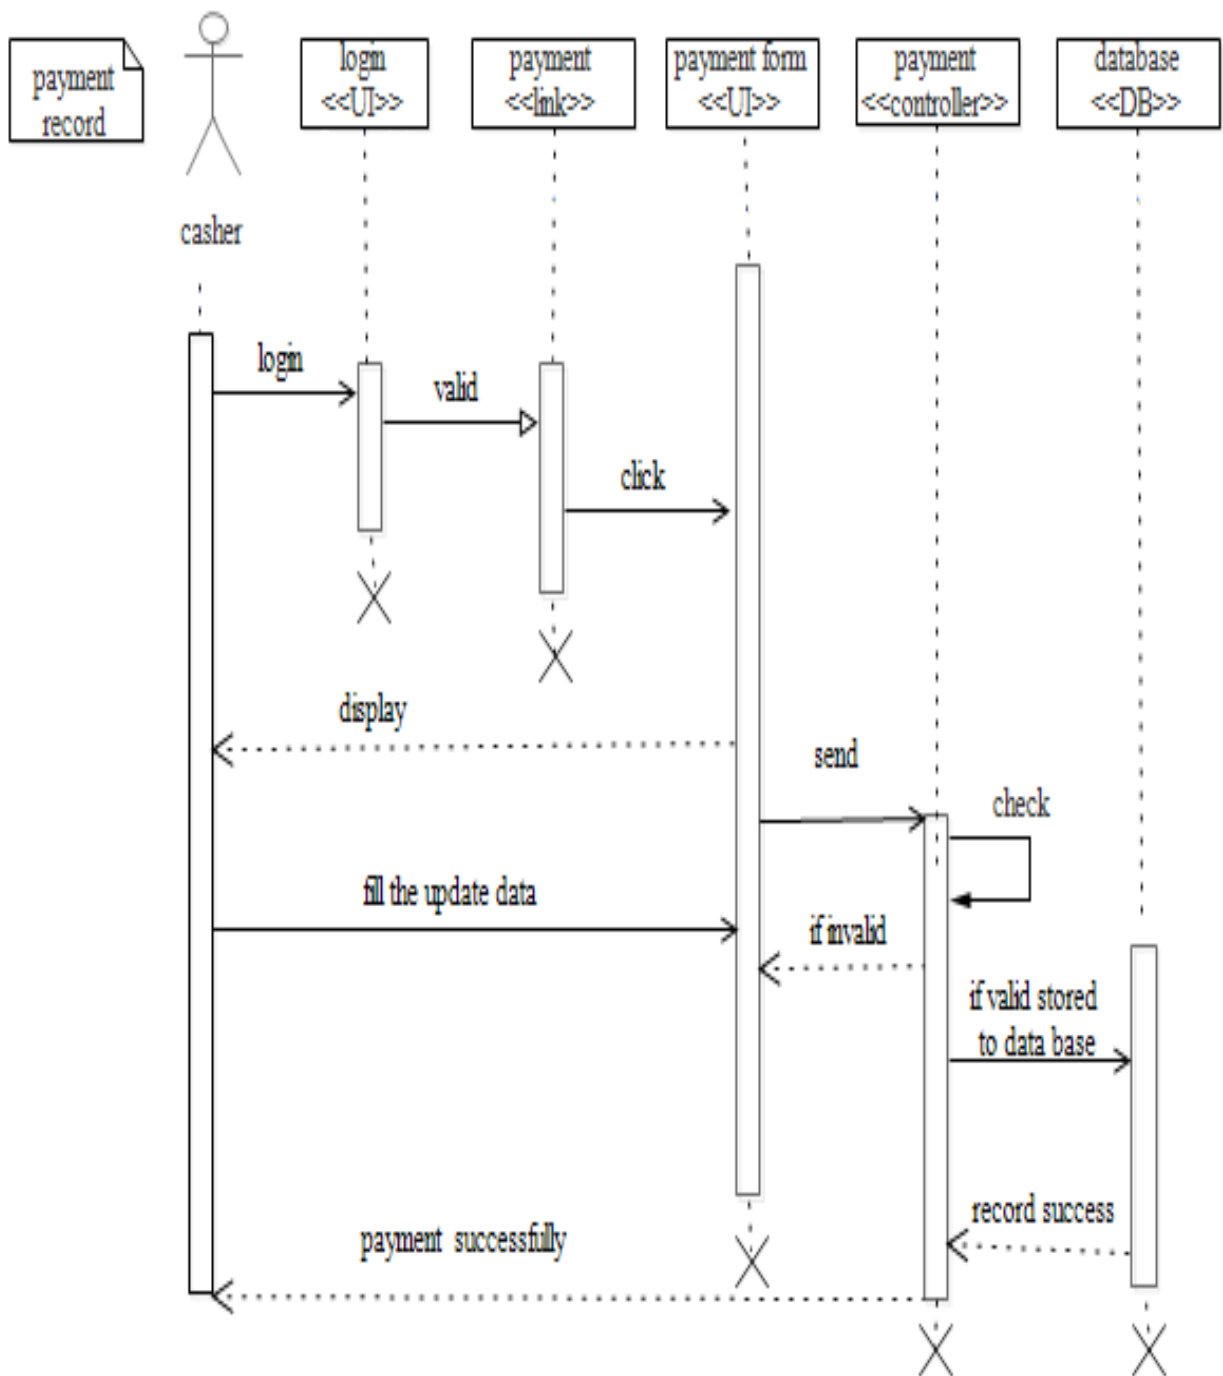 payment
record
casher
login
<<UI>>
payment
<<link>>
payment form
<<UI>>
payment
<<controller>>
database
<<DB>>
login
valid
click
display
send
check
fill the update data
if invalid
if valid stored
to data base
record success
payment successfully